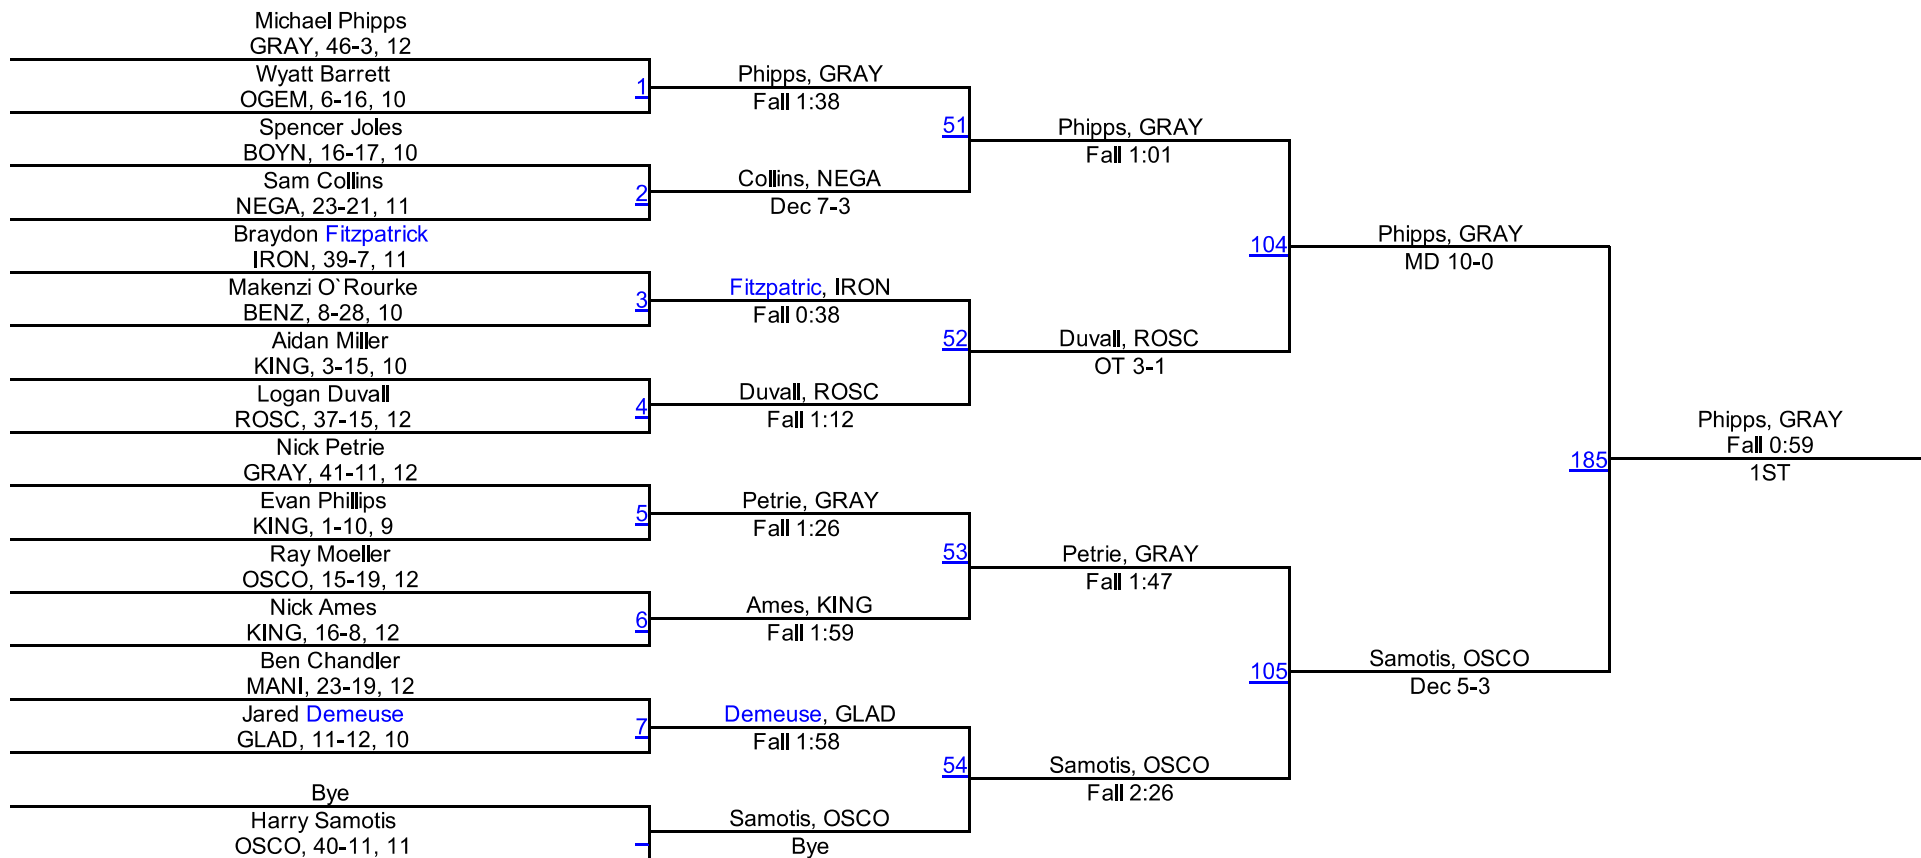 Michael Phipps
GRAY, 46-3, 12
Wyatt Barrett
OGEM, 6-16, 10
Spencer Joles
BOYN, 16-17, 10
Sam Collins
NEGA, 23-21, 11
Braydon Fitzpatrick
IRON, 39-7, 11
Makenzi O`Rourke
BENZ, 8-28, 10
Aidan Miller
KING, 3-15, 10
Logan Duvall
ROSC, 37-15, 12
Nick Petrie
GRAY, 41-11, 12
Evan Phillips
KING, 1-10, 9
Ray Moeller
OSCO, 15-19, 12
Nick Ames
KING, 16-8, 12
Ben Chandler
MANI, 23-19, 12
Jared Demeuse
GLAD, 11-12, 10
Bye
Harry Samotis
OSCO, 40-11, 11
1
2
3
4
5
6
7
Phipps, GRAY
Fall 1:38
Collins, NEGA
Dec 7-3
Fitzpatric, IRON
Fall 0:38
Duvall, ROSC
Fall 1:12
Petrie, GRAY
Fall 1:26
Ames, KING
Fall 1:59
Demeuse, GLAD
Fall 1:58
Samotis, OSCO
Bye
51
52
53
54
Phipps, GRAY
Fall 1:01
Duvall, ROSC
OT 3-1
Petrie, GRAY
Fall 1:47
Samotis, OSCO
Fall 2:26
104
105
Phipps, GRAY
MD 10-0
Samotis, OSCO
Dec 5-3
185
Phipps, GRAY
Fall 0:59
1ST